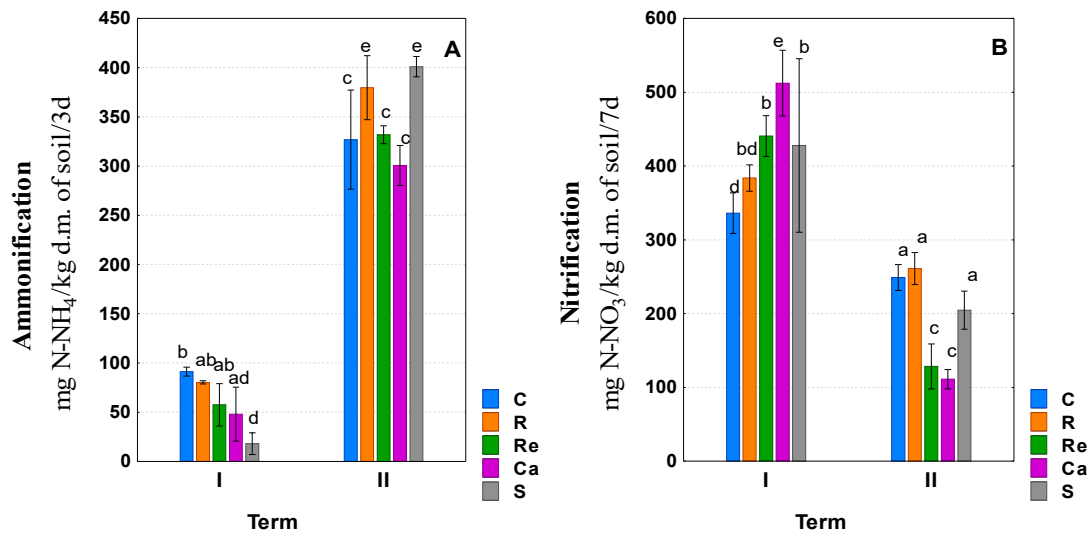 Ammonification
mg N-NH4/kg d.m. of soil/3d
450
400
350
300
250
200
150
100
50
0
A
b
ab
ab
ad
d
c
e
c
c
e
I
II
Term
C
R
Re
Ca
S
Nitrification
mg N-NO3/kg d.m. of soil/7d
600
500
400
300
200
100
0
B
d
bd
b
e
b
a
a
c
c
a
I
II
Term
C
R
Re
Ca
S